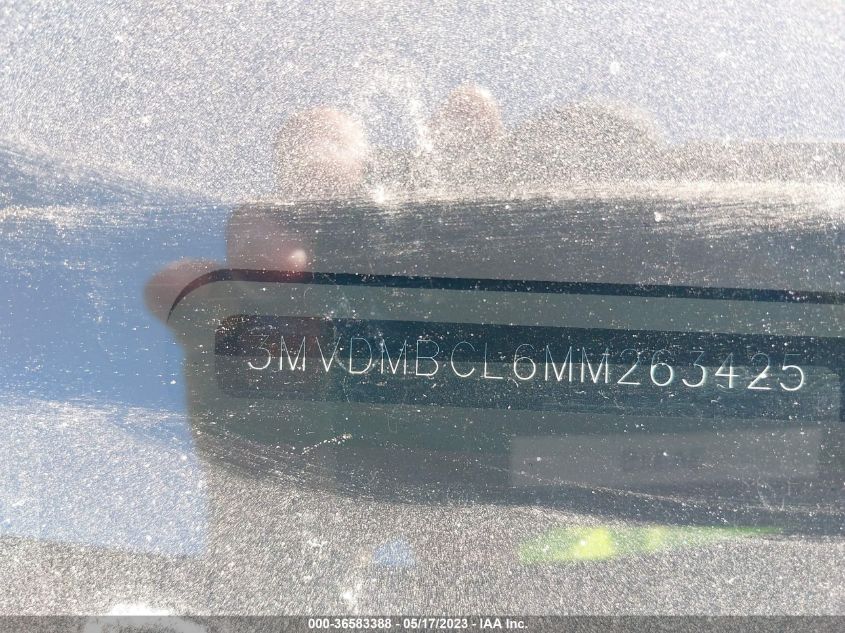 3MVDMBCL6MM263425
000-36583388 - 05/17/2023 - IAA Inc.